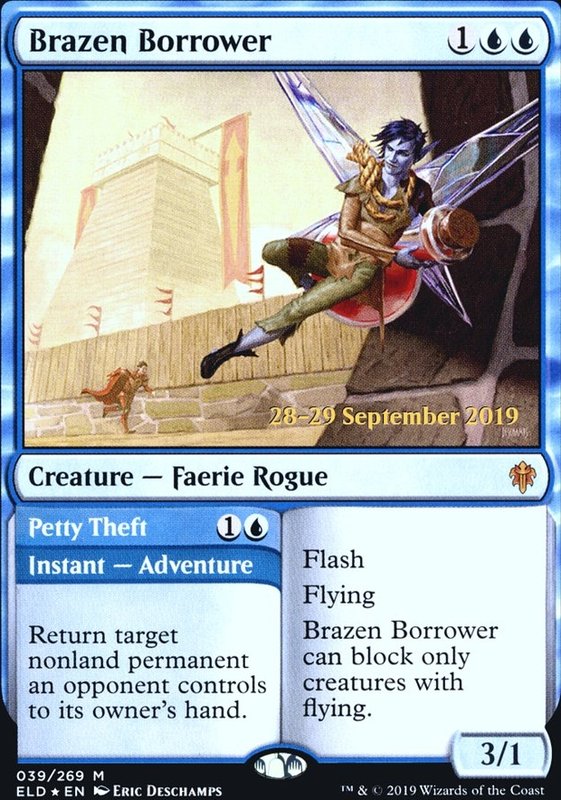 Brazen Borrower 1
28–29 September 2019
Creature — Faerie Rogue
Petty Theft 1
Instant — Adventure
Return target
nonland permanent
an opponent controls
to its owner's hand.
Flash
Flying
Brazen Borrower
can block only
creatures with
flying.
3/1
039/269 M
ELD ★ EN Eric Deschamps
™ & © 2019 Wizards of the Coast